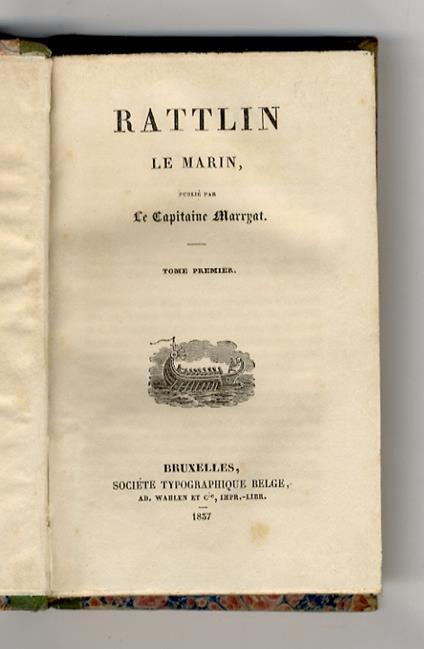 RATTLIN
LE MARIN,
PUBLIÉ PAR
Le Capitaine Marryat.
TOME PREMIER.
BRUXELLES,
SOCIÉTÉ TYPOGRAPHIQUE BELGE,
AD. WAHLEN ET Cie, IMPR.-LIBR.
1837